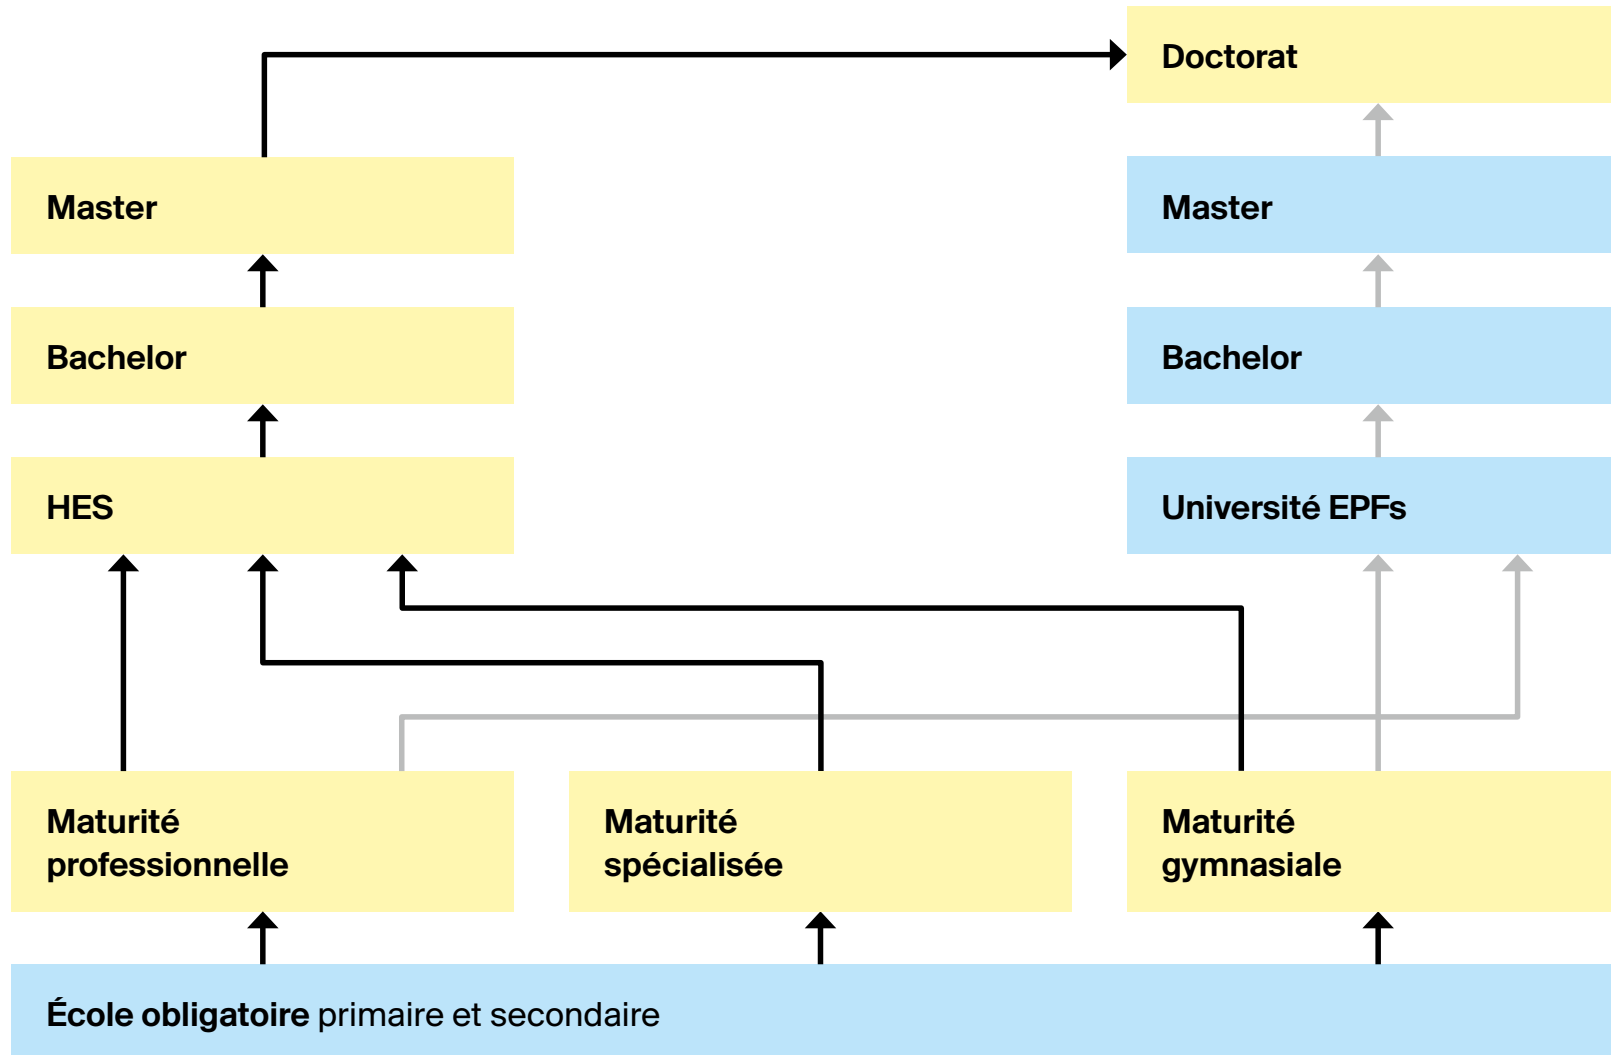 Doctorat
Master
Master
Bachelor
Bachelor
HES
Université EPFs
Maturité
professionnelle
Maturité
spécialisée
Maturité
gymnasiale
École obligatoire primaire et secondaire